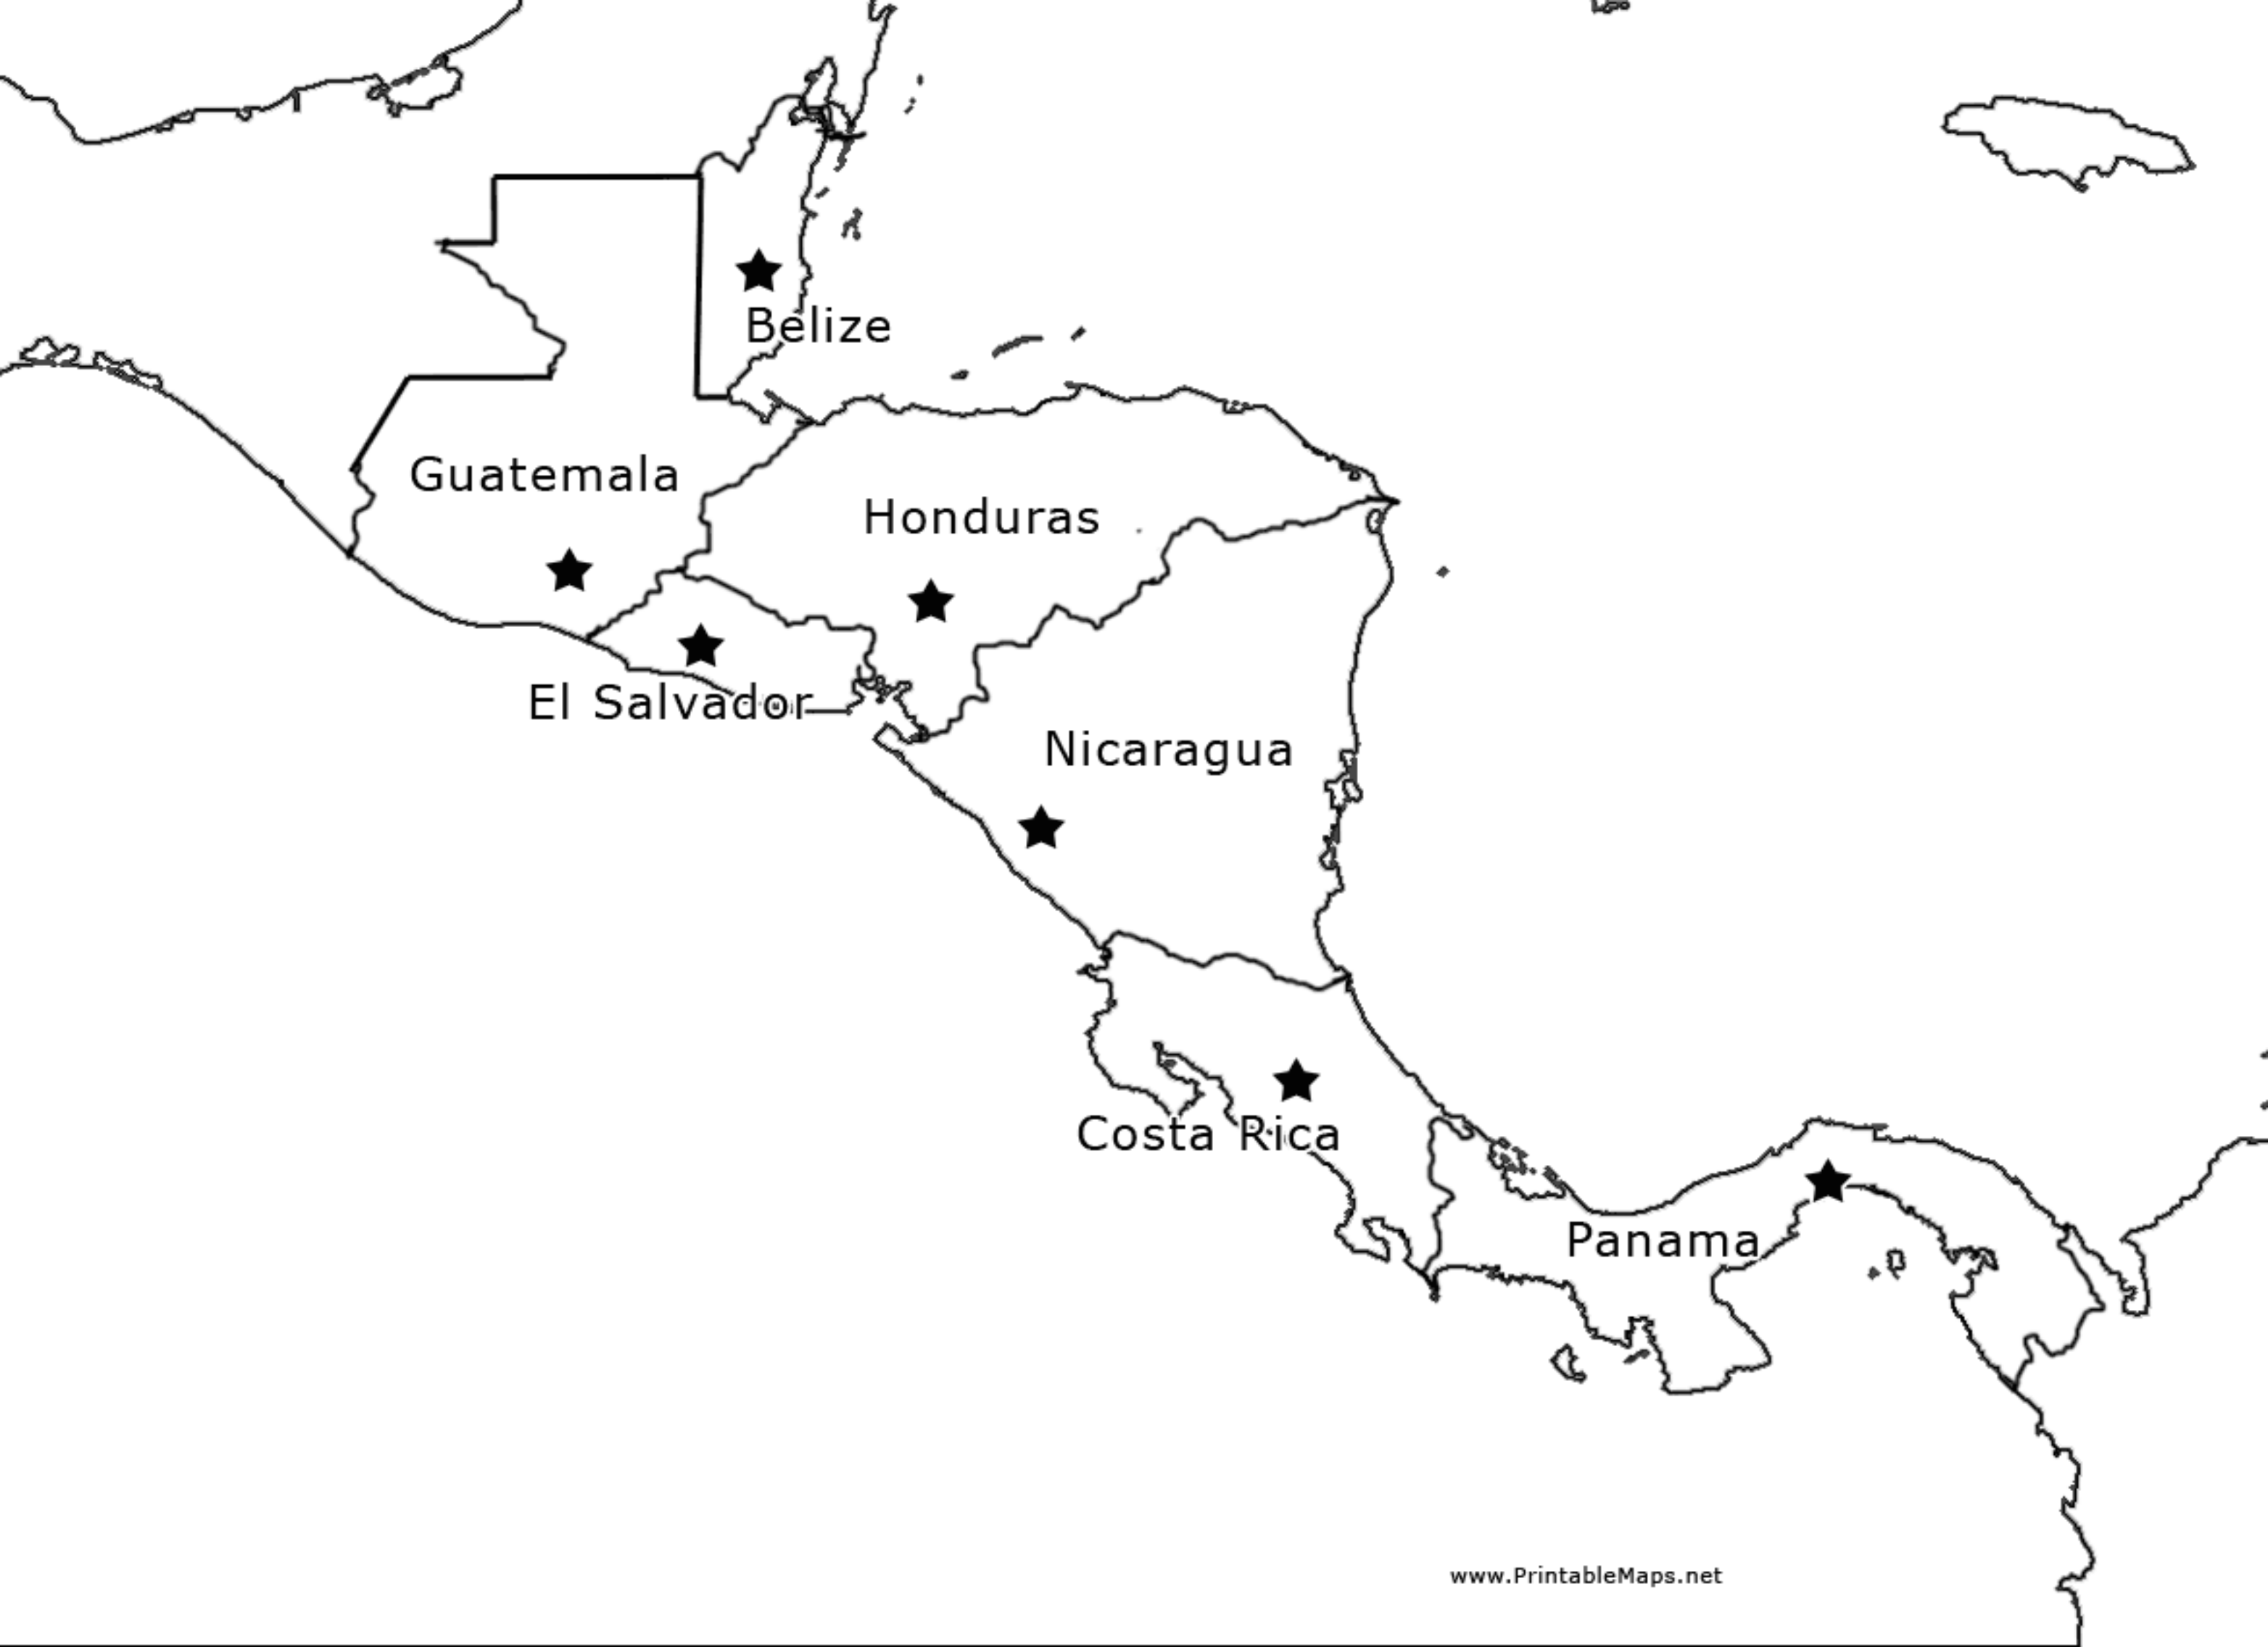 Belize
Guatemala
Honduras
El Salvador
Nicaragua
Costa Rica
Panama
www.PrintableMaps.net